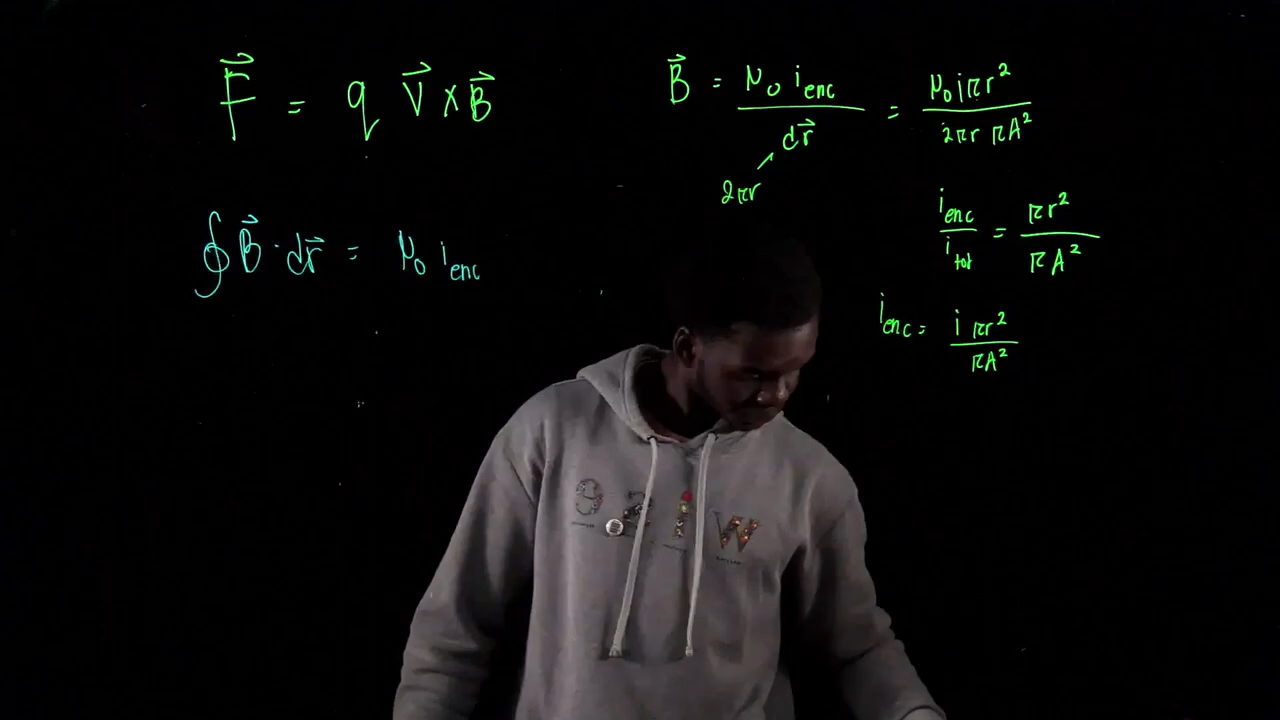 F⃗ = q V⃗ × B⃗
∮ B⃗ · dr⃗ = μ₀ i_enc
B⃗ = μ₀ i_enc / dr⃗ = μ₀ i πr² / 2πr πA²
2πr
i_enc / i_tot = πr² / πA²
i_enc = i πr² / πA²